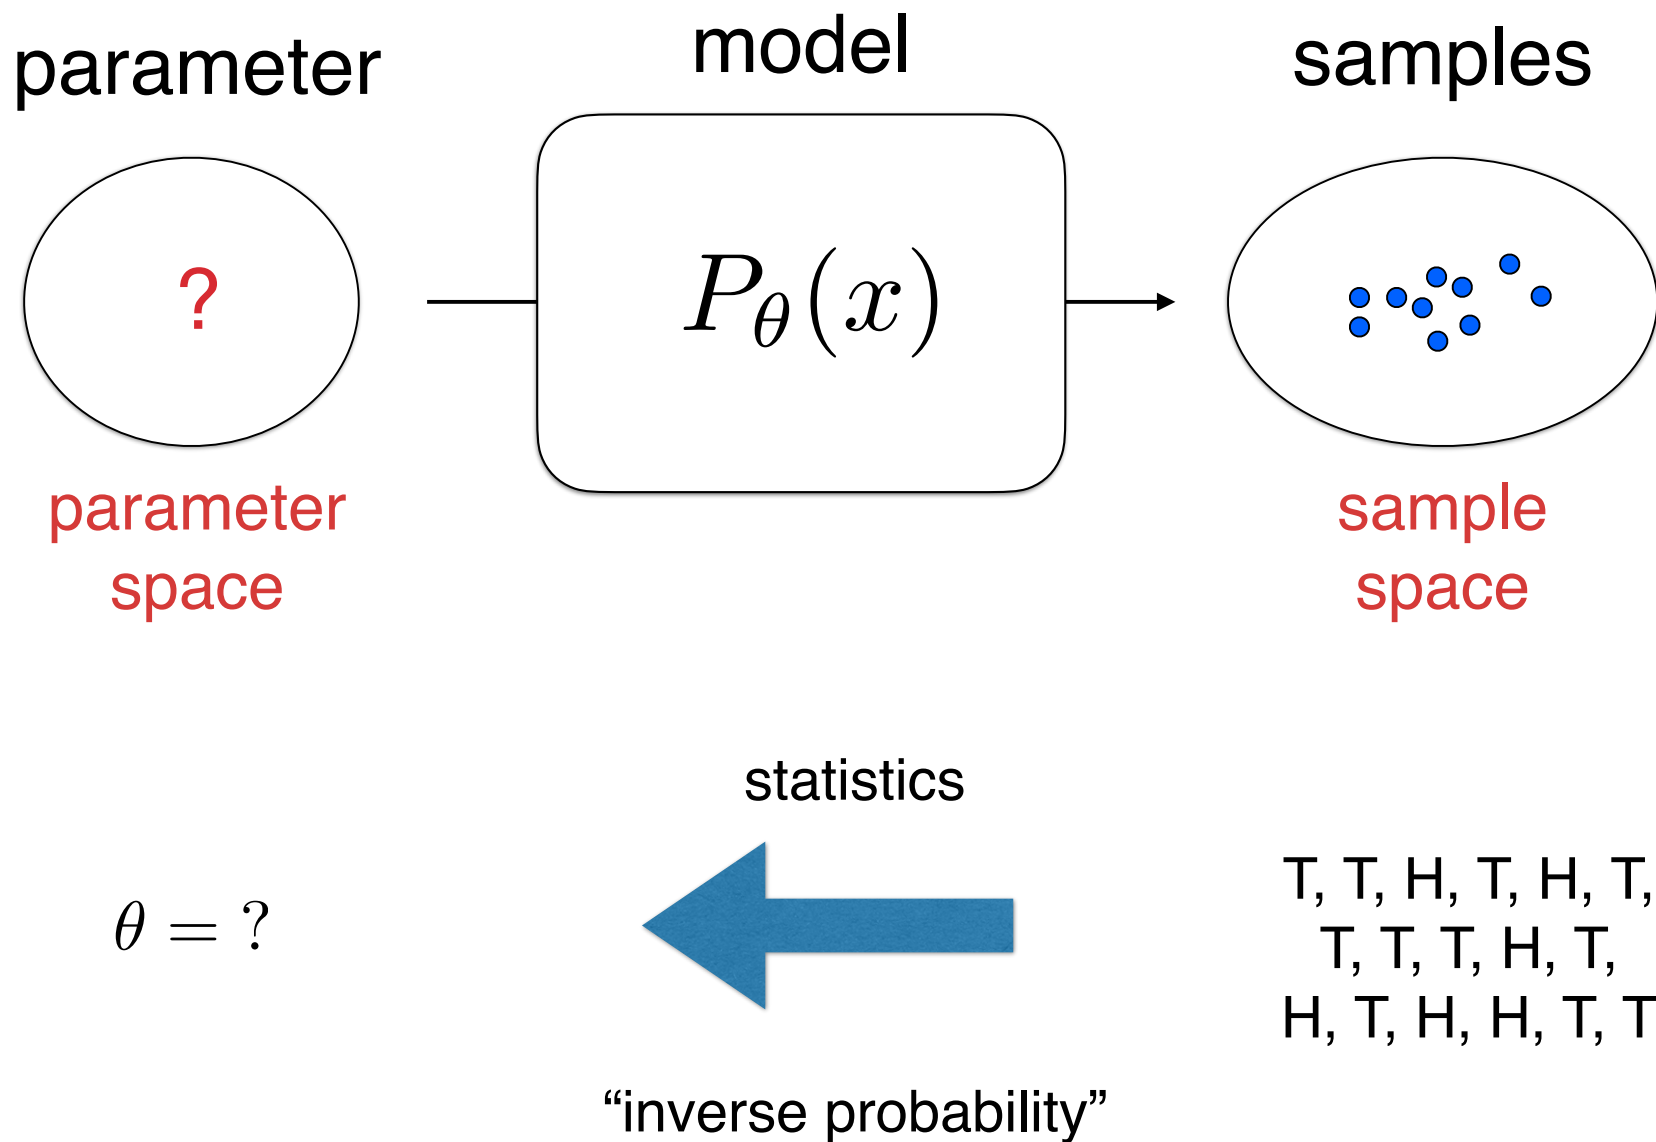 parameter
model
samples
?
P_θ(x)
parameter
space
sample
space
statistics
θ = ?
T, T, H, T, H, T,
T, T, T, H, T,
H, T, H, H, T, T
“inverse probability”